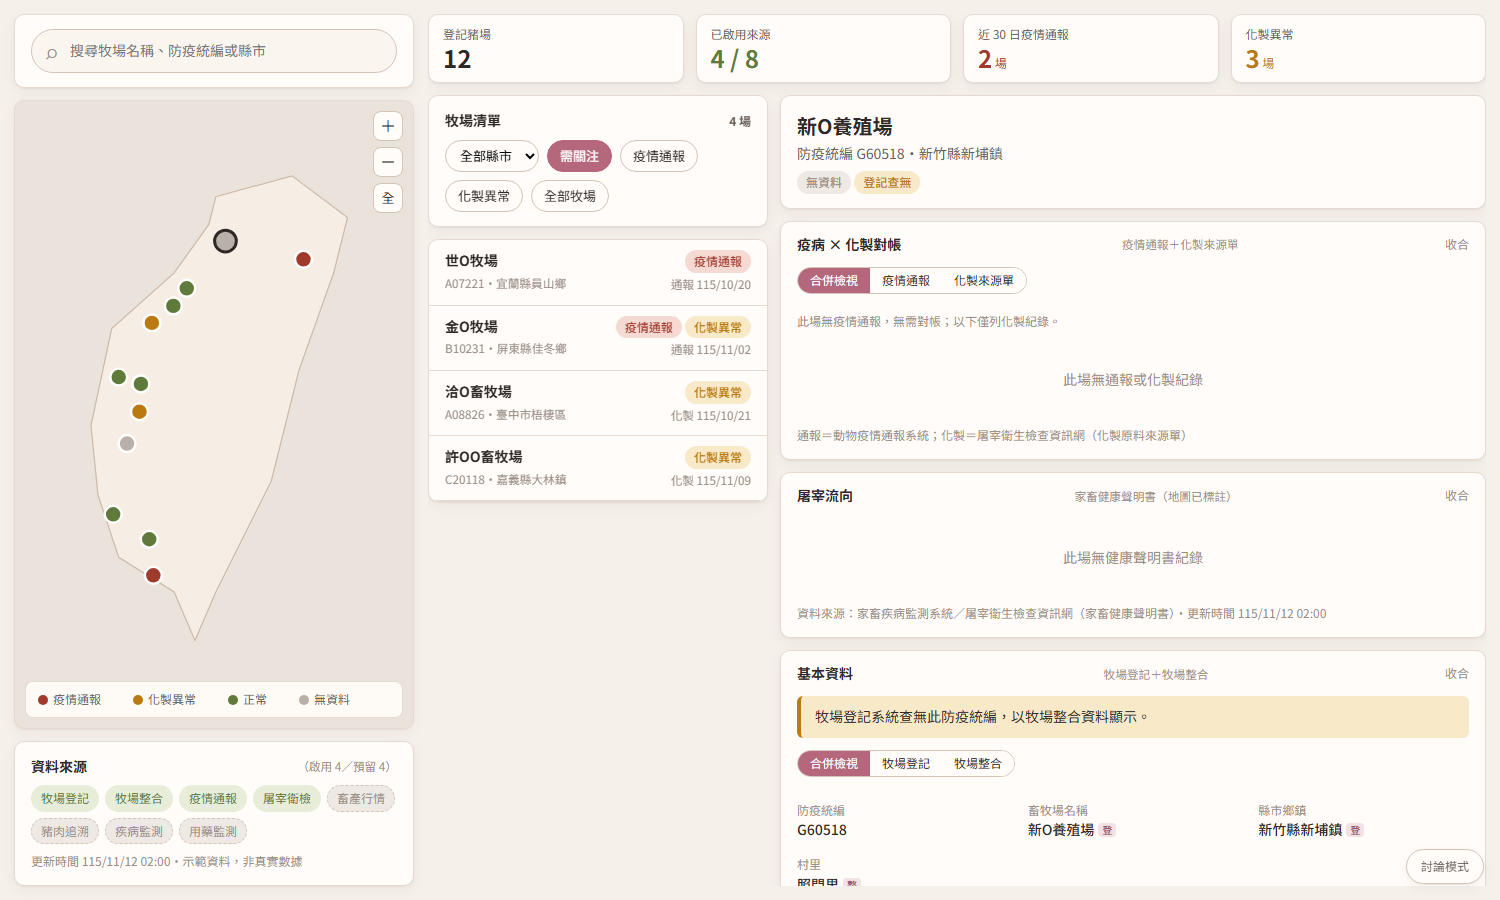 搜尋牧場名稱、防疫統編或縣市
登記豬場
12
已啟用來源
4 / 8
近 30 日疫情通報
2 場
化製異常
3 場
＋
－
全
疫情通報
化製異常
正常
無資料
資料來源
（啟用 4／預留 4）
牧場登記
牧場整合
疫情通報
屠宰衛檢
畜產行情
豬肉追溯
疾病監測
用藥監測
更新時間 115/11/12 02:00・示範資料，非真實數據
牧場清單
4 場
全部縣市
需關注
疫情通報
化製異常
全部牧場
世O牧場
疫情通報
A07221・宜蘭縣員山鄉
通報 115/10/20
金O牧場
疫情通報
化製異常
B10231・屏東縣佳冬鄉
通報 115/11/02
洽O畜牧場
化製異常
A08826・臺中市梧棲區
化製 115/10/21
許OO畜牧場
化製異常
C20118・嘉義縣大林鎮
化製 115/11/09
新O養殖場
防疫統編 G60518・新竹縣新埔鎮
無資料
登記查無
疫病 × 化製對帳
疫情通報＋化製來源單
收合
合併檢視
疫情通報
化製來源單
此場無疫情通報，無需對帳；以下僅列化製紀錄。
此場無通報或化製紀錄
通報＝動物疫情通報系統；化製＝屠宰衛生檢查資訊網（化製原料來源單）
屠宰流向
家畜健康聲明書（地圖已標註）
收合
此場無健康聲明書紀錄
資料來源：家畜疾病監測系統／屠宰衛生檢查資訊網（家畜健康聲明書）・更新時間 115/11/12 02:00
基本資料
牧場登記＋牧場整合
收合
牧場登記系統查無此防疫統編，以牧場整合資料顯示。
合併檢視
牧場登記
牧場整合
防疫統編
G60518
畜牧場名稱
新O養殖場 登
縣市鄉鎮
新竹縣新埔鎮 登
村里
照門里 登
討論模式